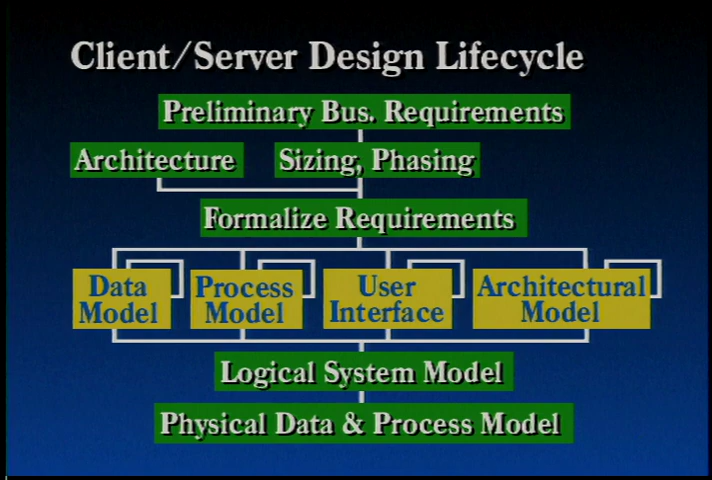 Client/Server Design Lifecycle
Preliminary Bus. Requirements
Architecture
Sizing, Phasing
Formalize Requirements
Data
Model
Process
Model
User
Interface
Architectural
Model
Logical System Model
Physical Data & Process Model